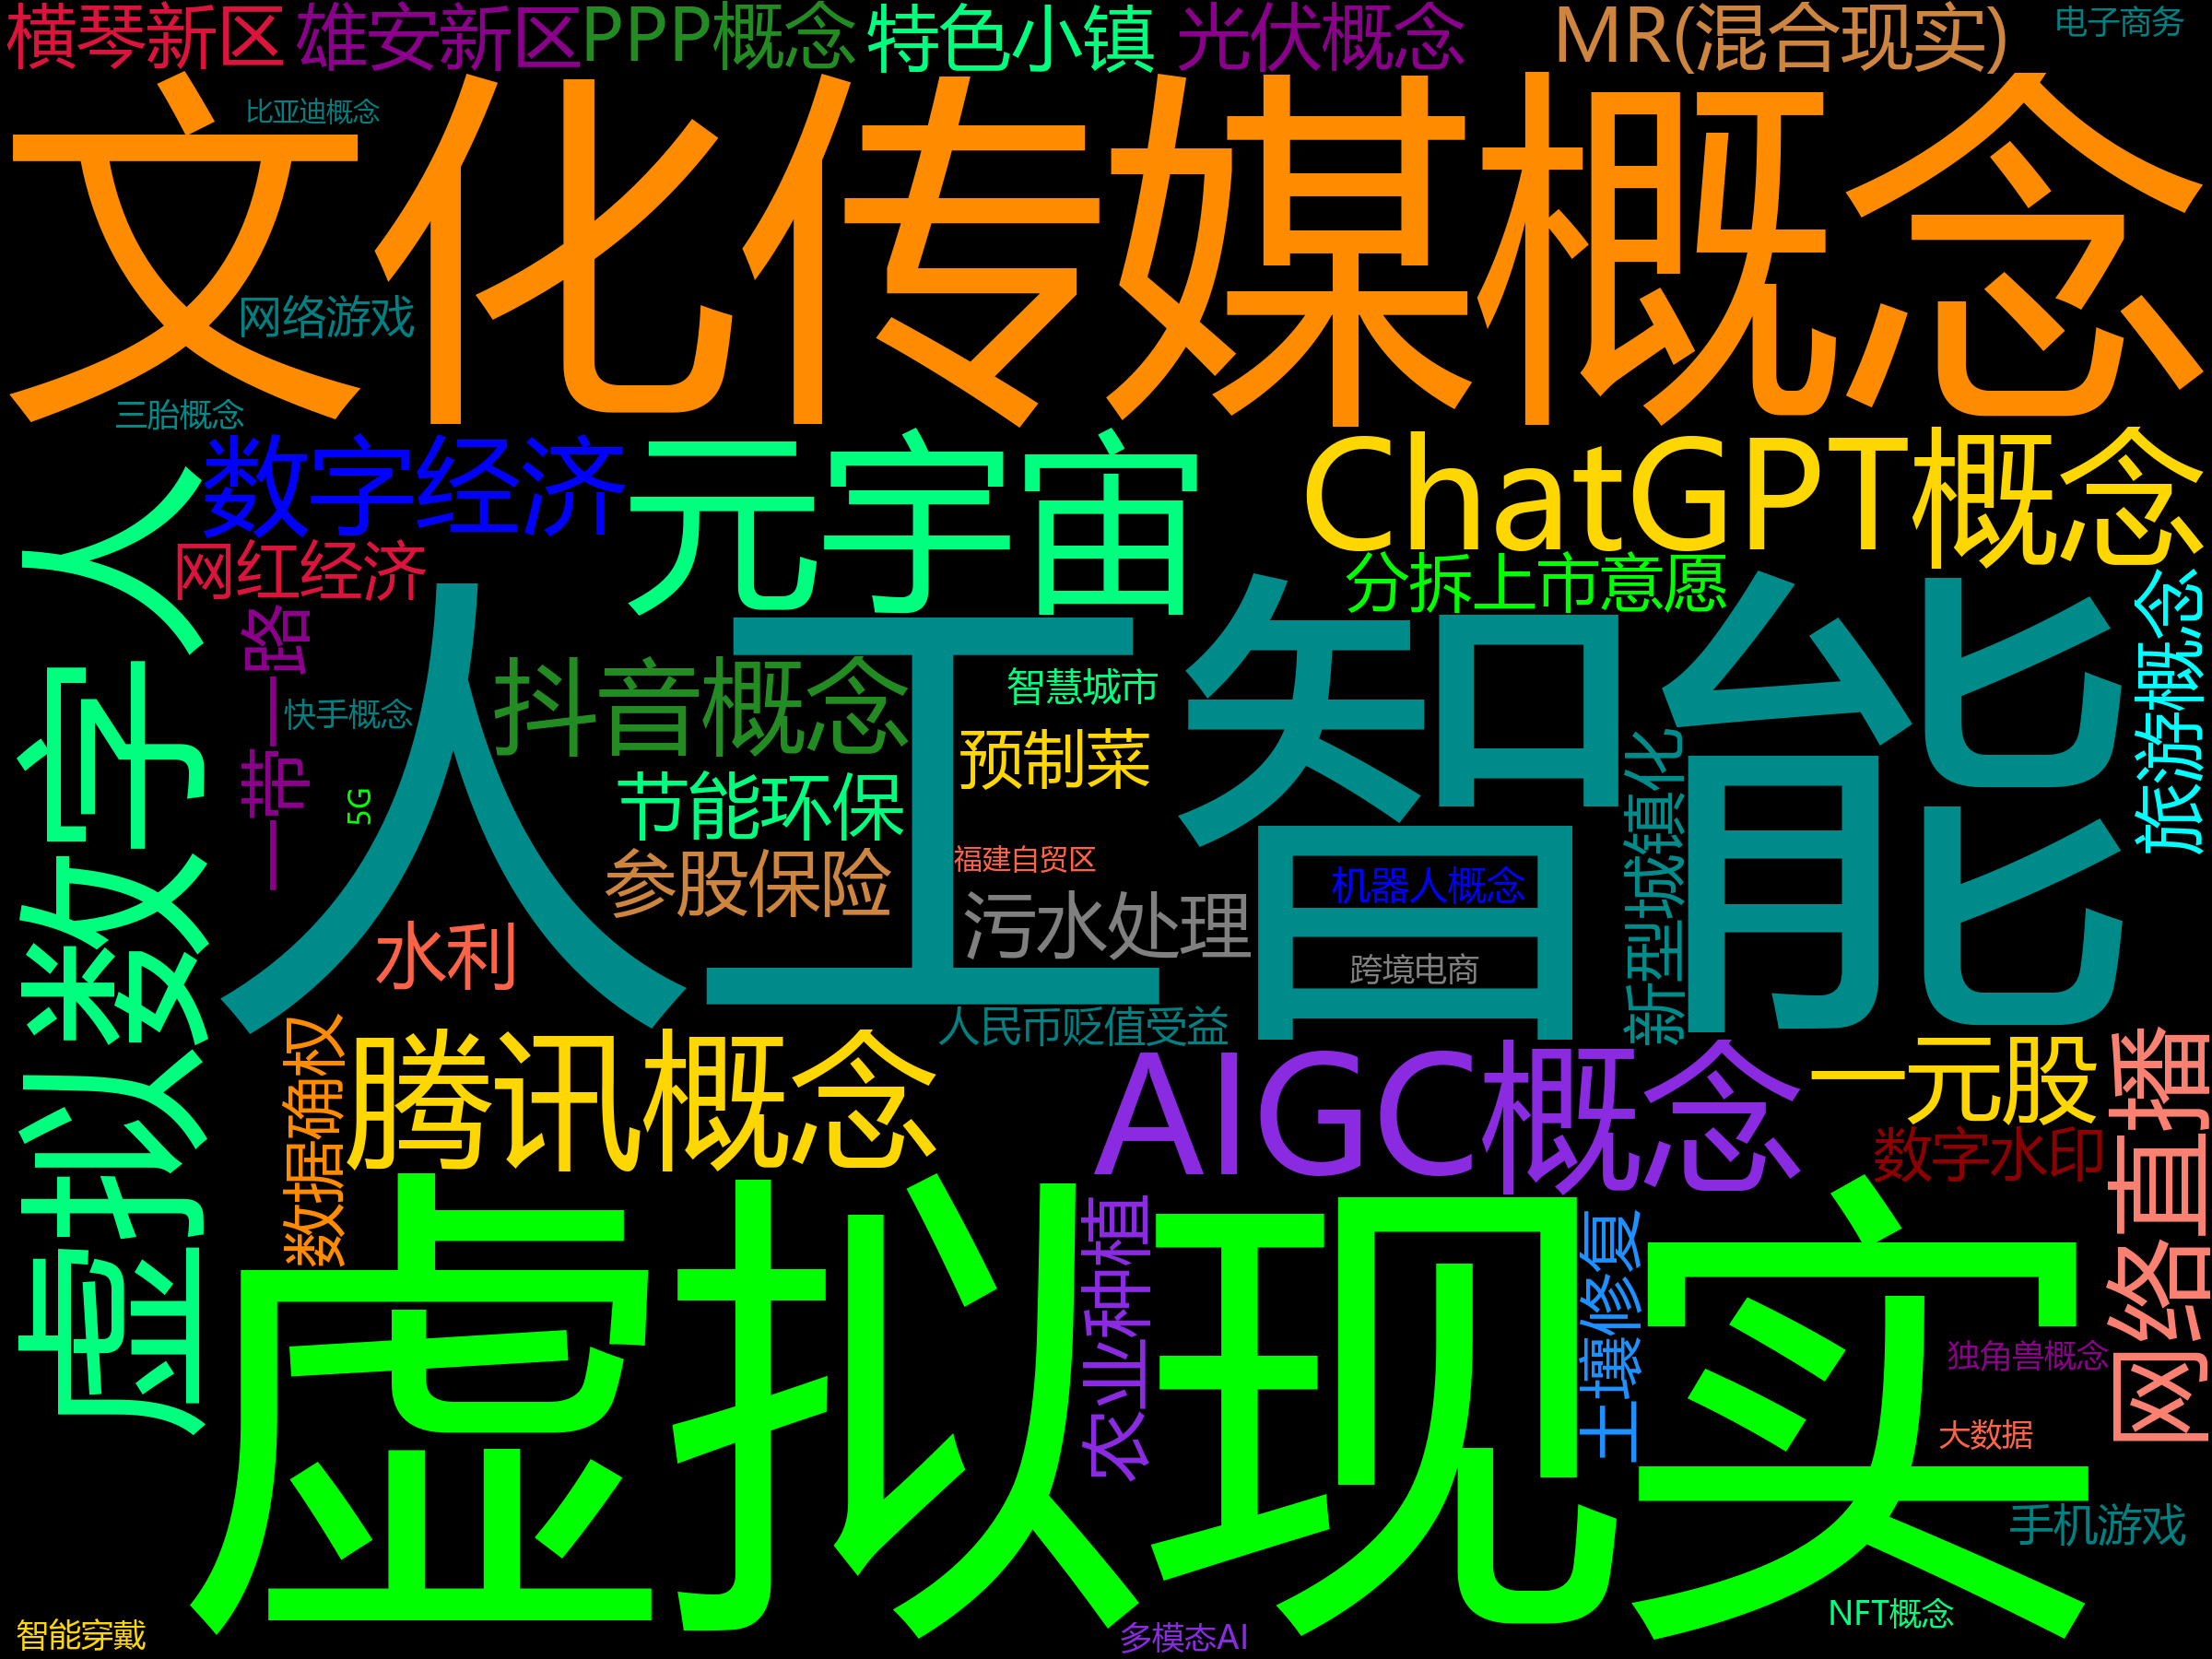 横琴新区
雄安新区
PPP概念
特色小镇
光伏概念
MR(混合现实)
电子商务
文化传媒概念
比亚迪概念
网络游戏
三胎概念
数字经济
元宇宙
ChatGPT概念
网红经济
分拆上市意愿
虚拟数字人
人工智能
一带一路
快手概念
5G
抖音概念
智慧城市
预制菜
节能环保
参股保险
福建自贸区
污水处理
机器人概念
跨境电商
新型城镇化
旅游概念
水利
人民币贬值受益
数据确权
腾讯概念
AIGC概念
一元股
数字水印
网络直播
虚拟现实
农业种植
土壤修复
独角兽概念
大数据
手机游戏
NFT概念
智能穿戴
多模态AI